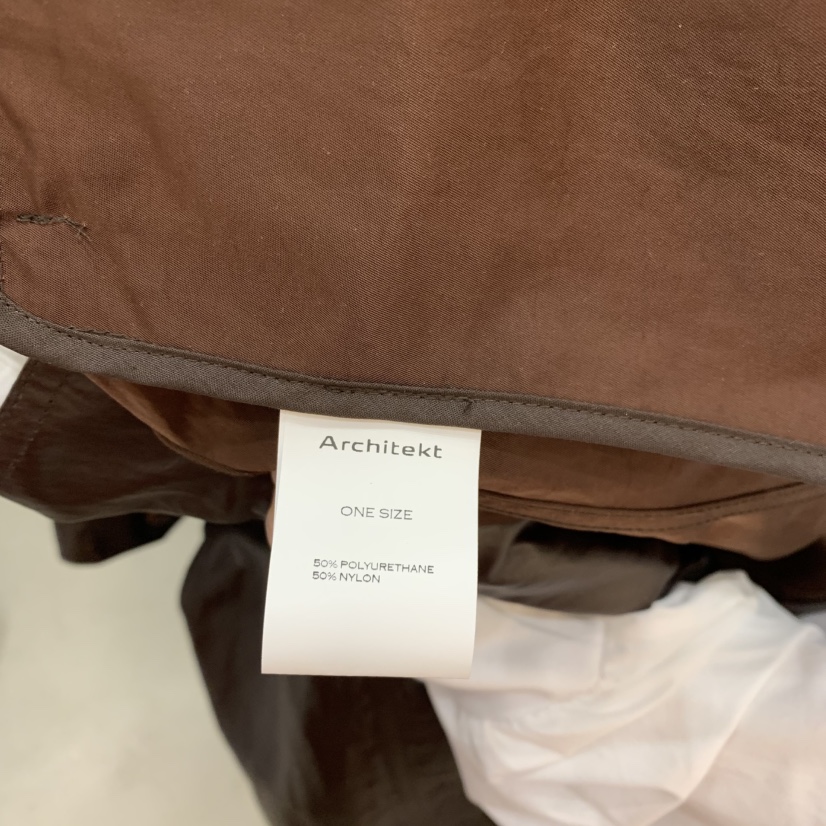 Architekt
ONE SIZE
50% POLYURETHANE
50% NYLON